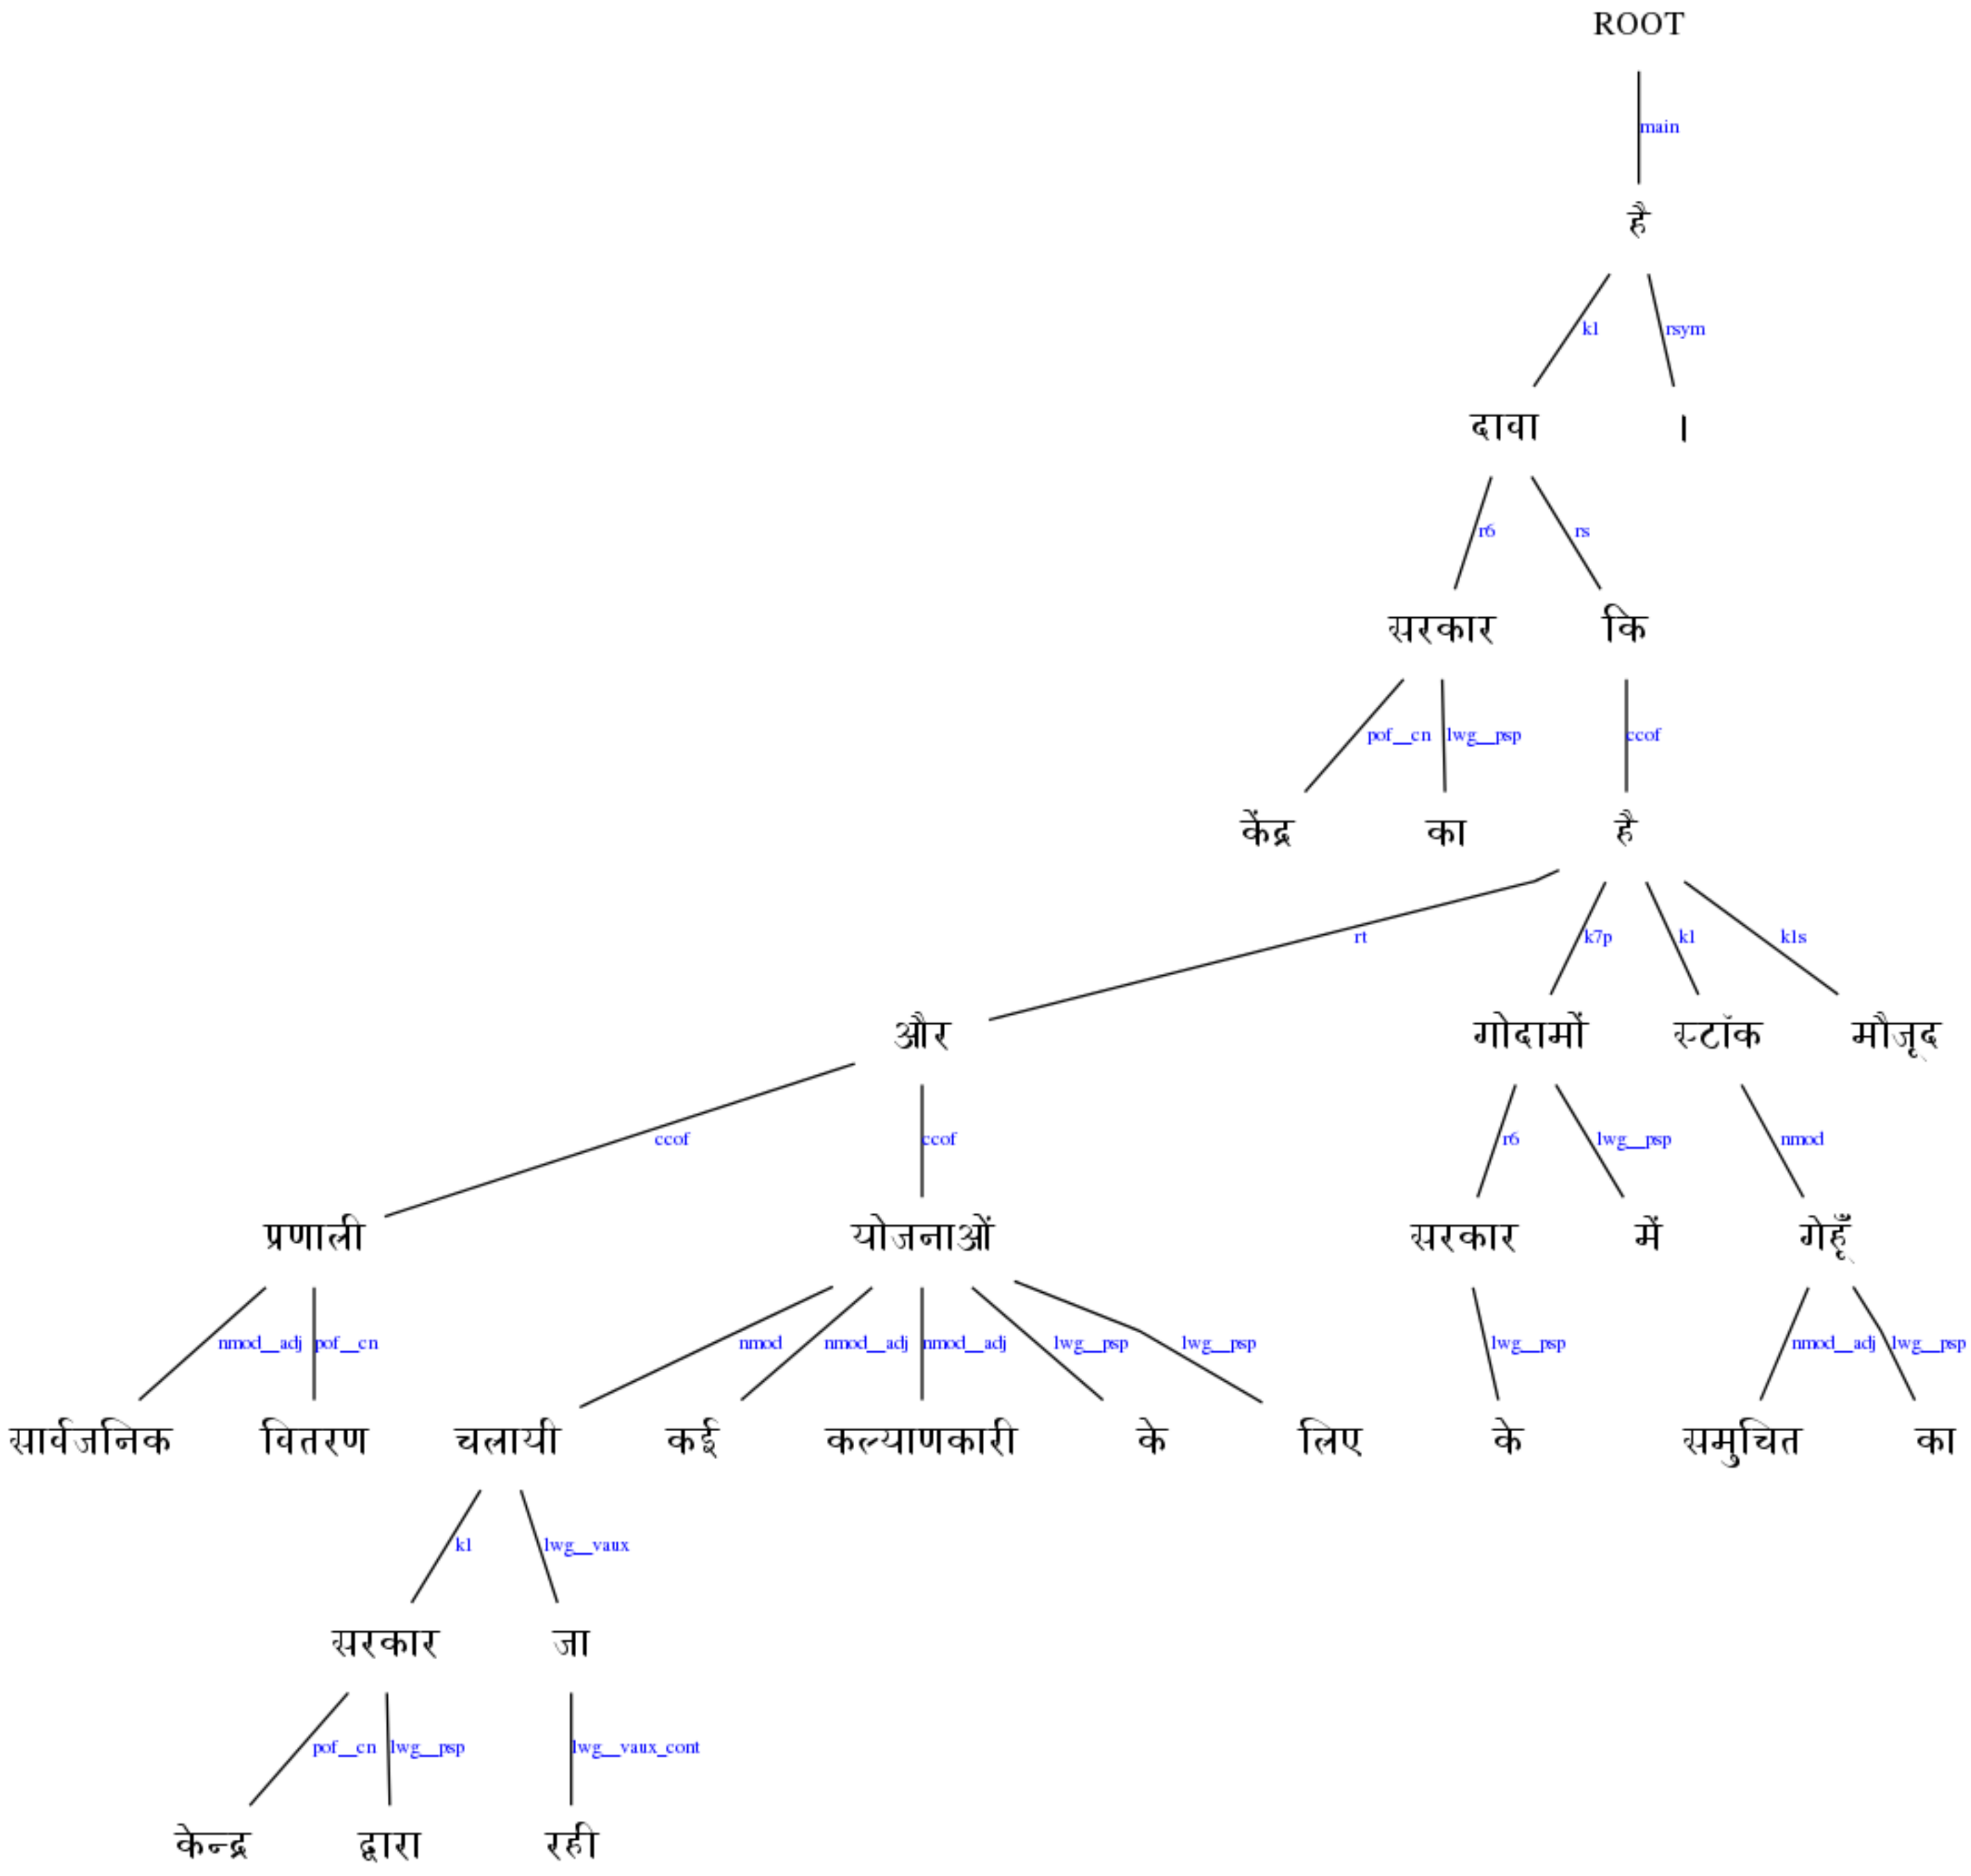 ROOT
main
है
k1 rsym
दावा ।
r6 rs
सरकार कि
pof__cn lwg__psp ccof
केंद्र का है
rt k7p k1 k1s
और गोदामों स्टॉक मौजूद
ccof ccof r6 lwg__psp nmod
प्रणाली योजनाओं सरकार में गेहूँ
nmod__adj pof__cn nmod nmod__adj nmod__adj lwg__psp lwg__psp lwg__psp nmod__adj lwg__psp
सार्वजनिक वितरण चलायी कई कल्याणकारी के लिए के समुचित का
k1 lwg__vaux
सरकार जा
pof__cn lwg__psp lwg__vaux_cont
केन्द्र द्वारा रही